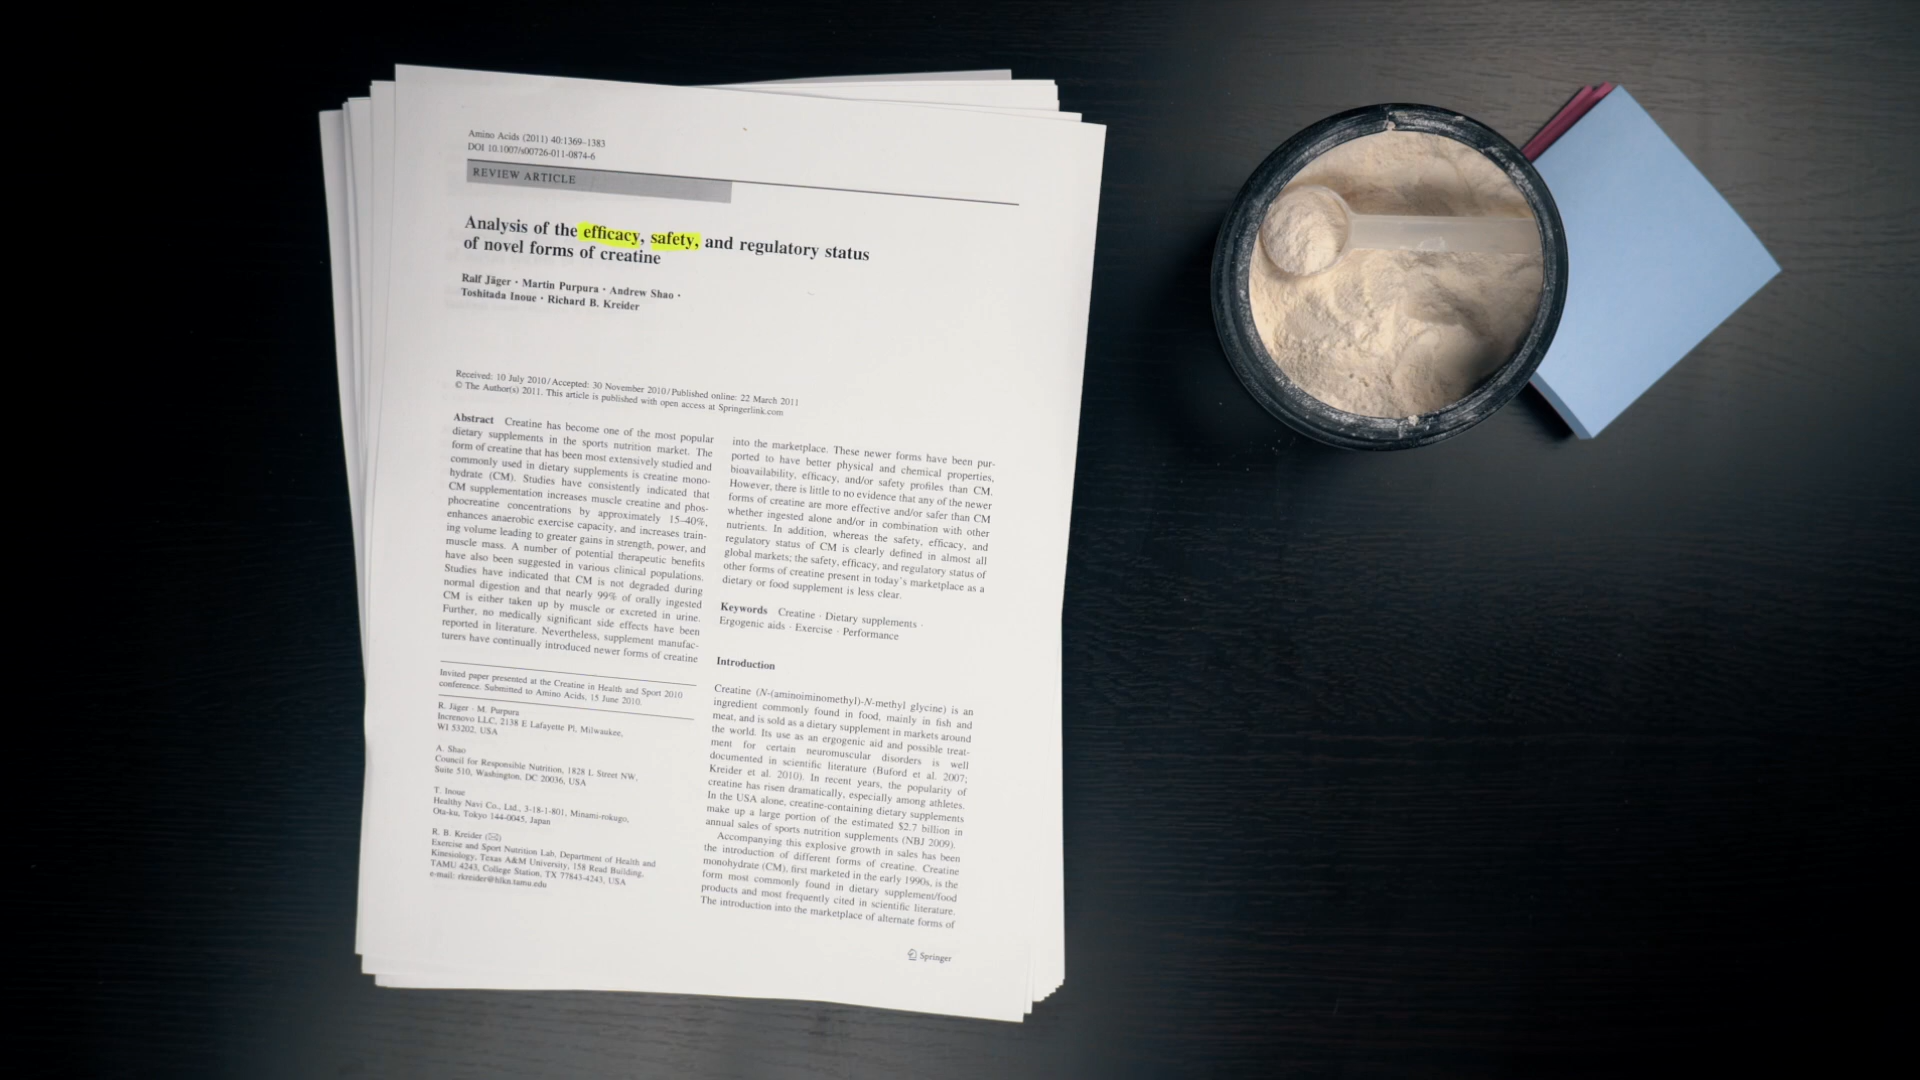 Amino Acids (2011) 40:1369–1383
DOI 10.1007/s00726-011-0874-6
REVIEW ARTICLE
Analysis of the efficacy, safety, and regulatory status
of novel forms of creatine
Ralf Jäger · Martin Purpura · Andrew Shao ·
Toshitada Inoue · Richard B. Kreider
Received: 10 July 2010 / Accepted: 30 November 2010 / Published online: 22 March 2011
© The Author(s) 2011. This article is published with open access at Springerlink.com
Abstract Creatine has become one of the most popular
dietary supplements in the sports nutrition market. The
form of creatine that has been most extensively studied and
commonly used in dietary supplements is creatine mono-
hydrate (CM). Studies have consistently indicated that
CM supplementation increases muscle creatine and phos-
phocreatine concentrations by approximately 15–40%,
enhances anaerobic exercise capacity, and increases train-
ing volume leading to greater gains in strength, power, and
muscle mass. A number of potential therapeutic benefits
have also been suggested in various clinical populations.
Studies have indicated that CM is not degraded during
normal digestion and that nearly 99% of orally ingested
CM is either taken up by muscle or excreted in urine.
Further, no medically significant side effects have been
reported in literature. Nevertheless, supplement manufac-
turers have continually introduced newer forms of creatine
into the marketplace. These newer forms have been pur-
ported to have better physical and chemical properties,
bioavailability, efficacy, and/or safety profiles than CM.
However, there is little to no evidence that any of the newer
forms of creatine are more effective and/or safer than CM
whether ingested alone and/or in combination with other
nutrients. In addition, whereas the safety, efficacy, and
regulatory status of CM is clearly defined in almost all
global markets; the safety, efficacy, and regulatory status of
other forms of creatine present in today's marketplace as a
dietary or food supplement is less clear.
Keywords Creatine · Dietary supplements ·
Ergogenic aids · Exercise · Performance
Introduction
Creatine (N-(aminoiminomethyl)-N-methyl glycine) is an
ingredient commonly found in food, mainly in fish and
meat, and is sold as a dietary supplement in markets around
the world. Its use as an ergogenic aid and possible treat-
ment for certain neuromuscular disorders is well
documented in scientific literature (Buford et al. 2007;
Kreider et al. 2010). In recent years, the popularity of
creatine has risen dramatically, especially among athletes.
In the USA alone, creatine-containing dietary supplements
make up a large portion of the estimated $2.7 billion in
annual sales of sports nutrition supplements (NBJ 2009).
Accompanying this explosive growth in sales has been
the introduction of different forms of creatine. Creatine
monohydrate (CM), first marketed in the early 1990s, is the
form most commonly found in dietary supplement/food
products and most frequently cited in scientific literature.
The introduction into the marketplace of alternate forms of
Invited paper presented at the Creatine in Health and Sport 2010
conference. Submitted to Amino Acids, 15 June 2010.
R. Jäger · M. Purpura
Increnovo LLC, 2138 E Lafayette Pl, Milwaukee,
WI 53202, USA
A. Shao
Council for Responsible Nutrition, 1828 L Street NW,
Suite 510, Washington, DC 20036, USA
T. Inoue
Healthy Navi Co., Ltd., 3-18-1-801, Minami-rokugo,
Ota-ku, Tokyo 144-0045, Japan
R. B. Kreider (✉)
Exercise and Sport Nutrition Lab, Department of Health and
Kinesiology, Texas A&M University, 158 Read Building,
TAMU 4243, College Station, TX 77843-4243, USA
e-mail: rkreider@hlkn.tamu.edu
Springer